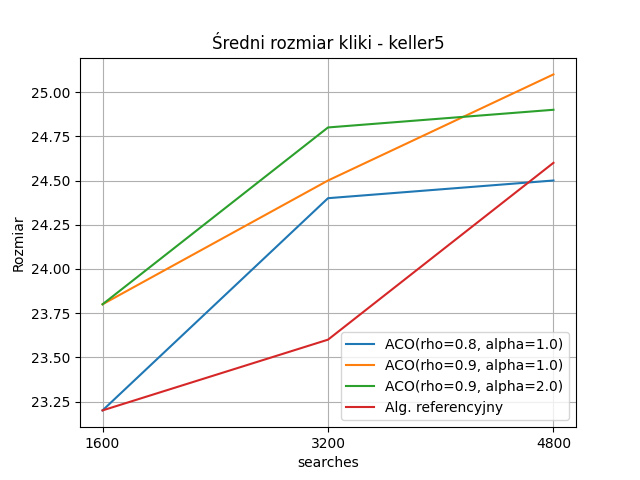 Średni rozmiar kliki - keller5
Rozmiar
25.00
24.75
24.50
24.25
24.00
23.75
23.50
23.25
ACO(rho=0.8, alpha=1.0)
ACO(rho=0.9, alpha=1.0)
ACO(rho=0.9, alpha=2.0)
Alg. referencyjny
1600
3200
4800
searches